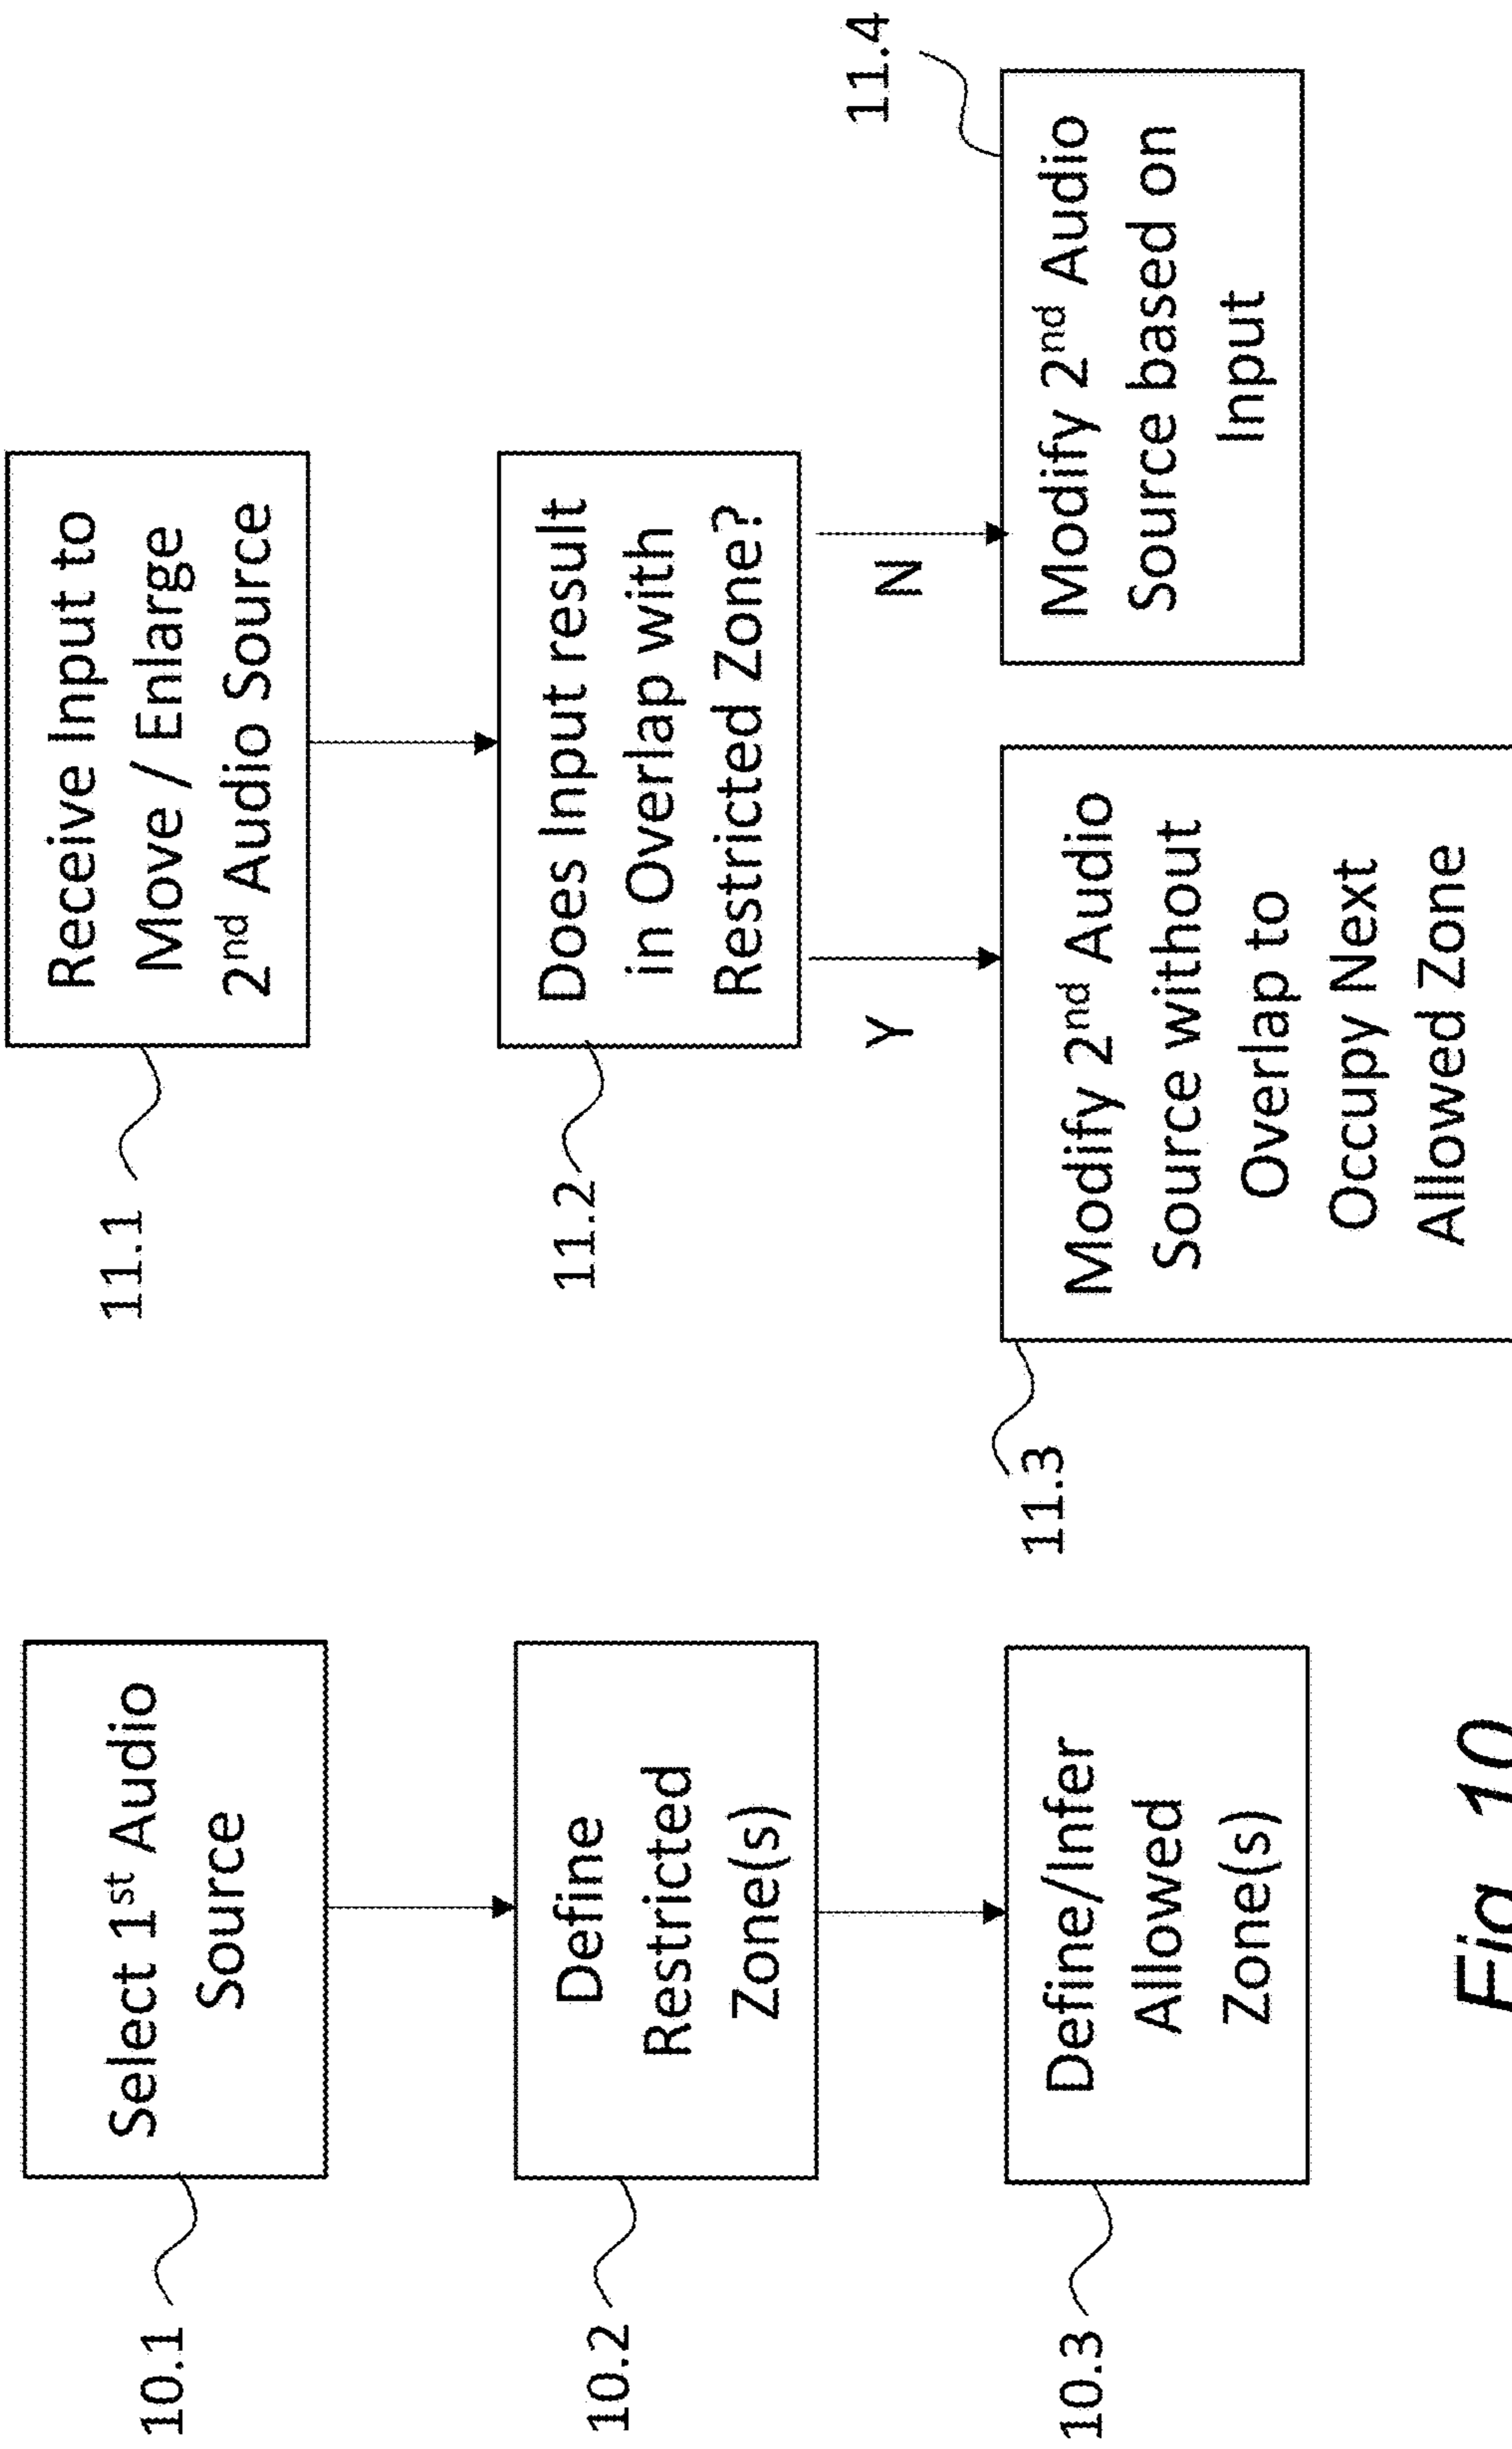 10.1
Select 1st Audio
Source
10.2
Define
Restricted
Zone(s)
10.3
Define/Infer
Allowed
Zone(s)
Fig. 10
11.1
Receive Input to
Move / Enlarge
2nd Audio Source
11.2
Does Input result
in Overlap with
Restricted Zone?
Y
N
11.3
Modify 2nd Audio
Source without
Overlap to
Occupy Next
Allowed Zone
11.4
Modify 2nd Audio
Source based on
Input